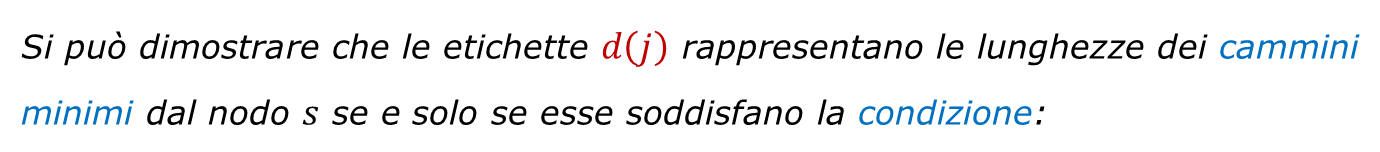 Si può dimostrare che le etichette d(j) rappresentano le lunghezze dei cammini
minimi dal nodo s se e solo se esse soddisfano la condizione: